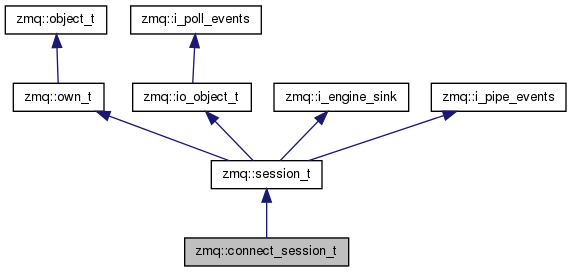 zmq::object_t
zmq::i_poll_events
zmq::own_t
zmq::io_object_t
zmq::i_engine_sink
zmq::i_pipe_events
zmq::session_t
zmq::connect_session_t